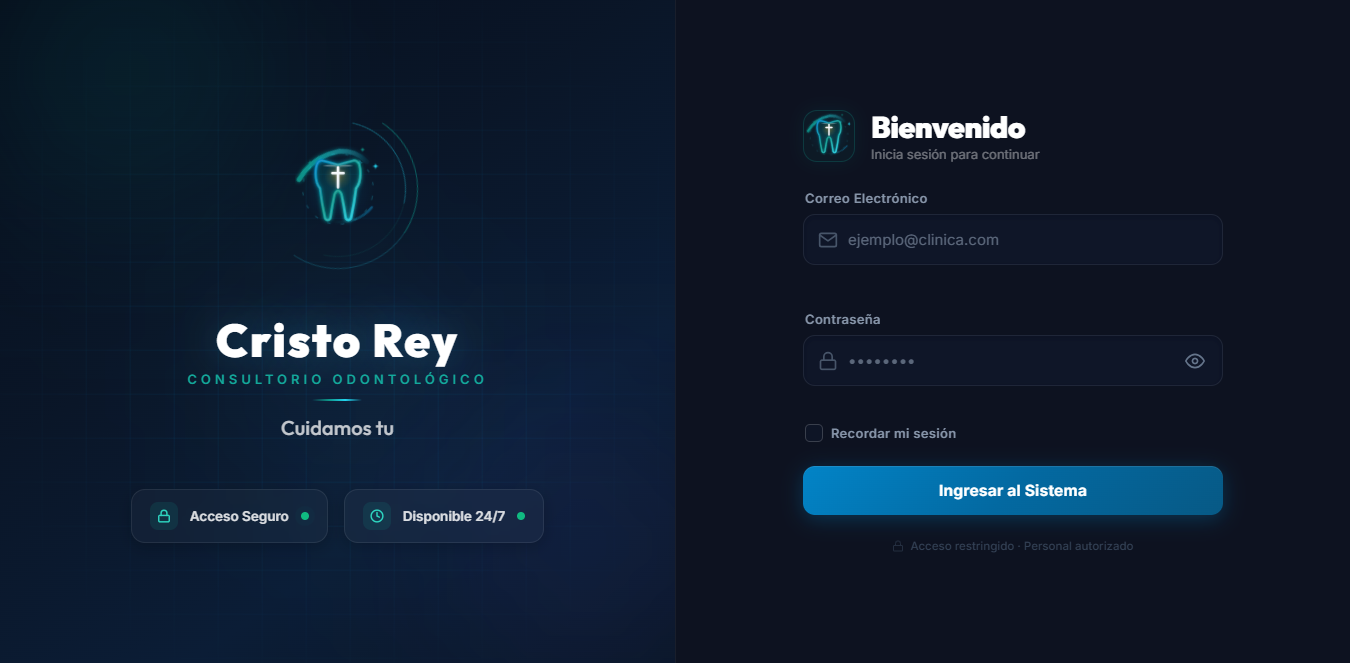 Cristo Rey
CONSULTORIO ODONTOLÓGICO
Cuidamos tu
Acceso Seguro
Disponible 24/7
Bienvenido
Inicia sesión para continuar
Correo Electrónico
ejemplo@clinica.com
Contraseña
••••••••
Recordar mi sesión
Ingresar al Sistema
Acceso restringido · Personal autorizado